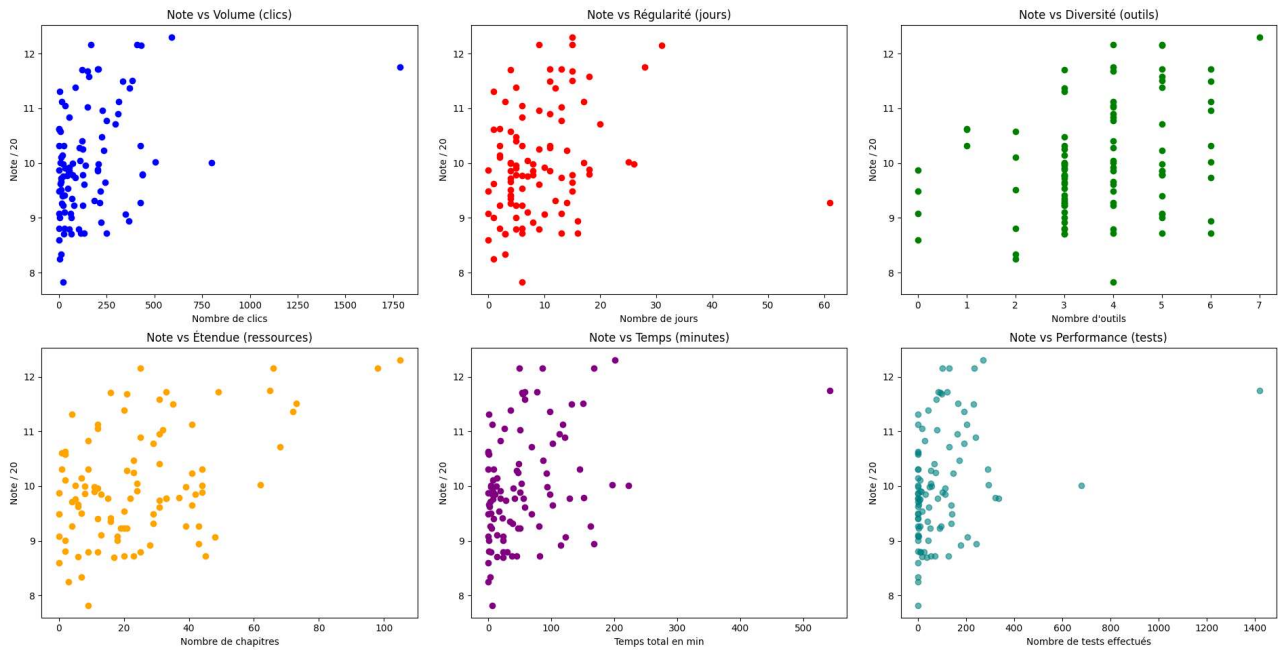 Note vs Volume (clics)
Note / 20
12
11
10
9
8
0 250 500 750 1000 1250 1500 1750
Nombre de clics
Note vs Régularité (jours)
Note / 20
12
11
10
9
8
0 10 20 30 40 50 60
Nombre de jours
Note vs Diversité (outils)
Note / 20
12
11
10
9
8
0 1 2 3 4 5 6 7
Nombre d'outils
Note vs Étendue (ressources)
Note / 20
12
11
10
9
8
0 20 40 60 80 100
Nombre de chapitres
Note vs Temps (minutes)
Note / 20
12
11
10
9
8
0 100 200 300 400 500
Temps total en min
Note vs Performance (tests)
Note / 20
12
11
10
9
8
0 200 400 600 800 1000 1200 1400
Nombre de tests effectués